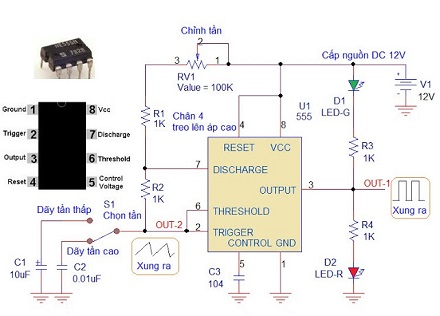 Chỉnh tần
2
3
1
RV1
Value = 100K
Cấp nguồn DC 12V
V1
12V
Ground 1
8 Vcc
Trigger 2
7 Discharge
Output 3
6 Threshold
Reset 4
5 Control Voltage
R1
1K
Chân 4
treo lên áp cao
4
8
U1
555
RESET VCC
7
DISCHARGE
OUTPUT
3
THRESHOLD
6
TRIGGER
2
CONTROL GND
5
1
D1
LED-G
R3
1K
OUT-1
Xung ra
R4
1K
D2
LED-R
R2
1K
S1
Chọn tần
Dãy tần thấp
Dãy tần cao
OUT-2
Xung ra
C1
10uF
C2
0.01uF
C3
104